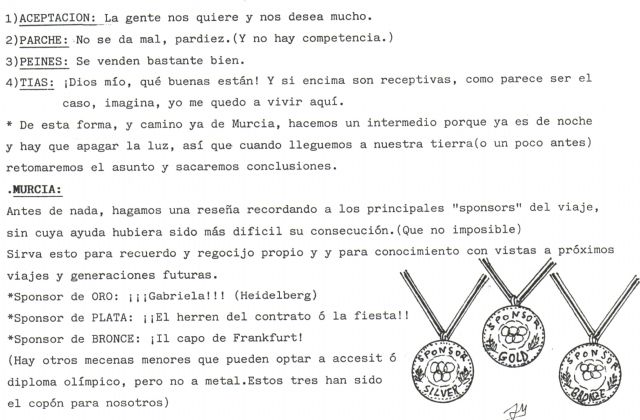 1)ACEPTACION: La gente nos quiere y nos desea mucho.
2)PARCHE: No se da mal, pardiez.(Y no hay competencia.)
3)PEINES: Se venden bastante bien.
4)TIAS: ¡Dios mío, qué buenas están! Y si encima son receptivas, como parece ser el
caso, imagina, yo me quedo a vivir aquí.
* De esta forma, y camino ya de Murcia, hacemos un intermedio porque ya es de noche
y hay que apagar la luz, así que cuando lleguemos a nuestra tierra(o un poco antes)
retomaremos el asunto y sacaremos conclusiones.
.MURCIA:
Antes de nada, hagamos una reseña recordando a los principales "sponsors" del viaje,
sin cuya ayuda hubiera sido más dificil su consecución.(Que no imposible)
Sirva esto para recuerdo y regocijo propio y y para conocimiento con vistas a próximos
viajes y generaciones futuras.
*Sponsor de ORO: ¡¡¡Gabriela!!! (Heidelberg)
*Sponsor de PLATA: ¡¡El herren del contrato ó la fiesta!!
*Sponsor de BRONCE: ¡Il capo de Frankfurt!
(Hay otros mecenas menores que pueden optar a accesit ó
diploma olímpico, pero no a metal.Estos tres han sido
el copón para nosotros)
SPONSOR
SILVER
SPONSOR
GOLD
SPONSOR
BRONZE